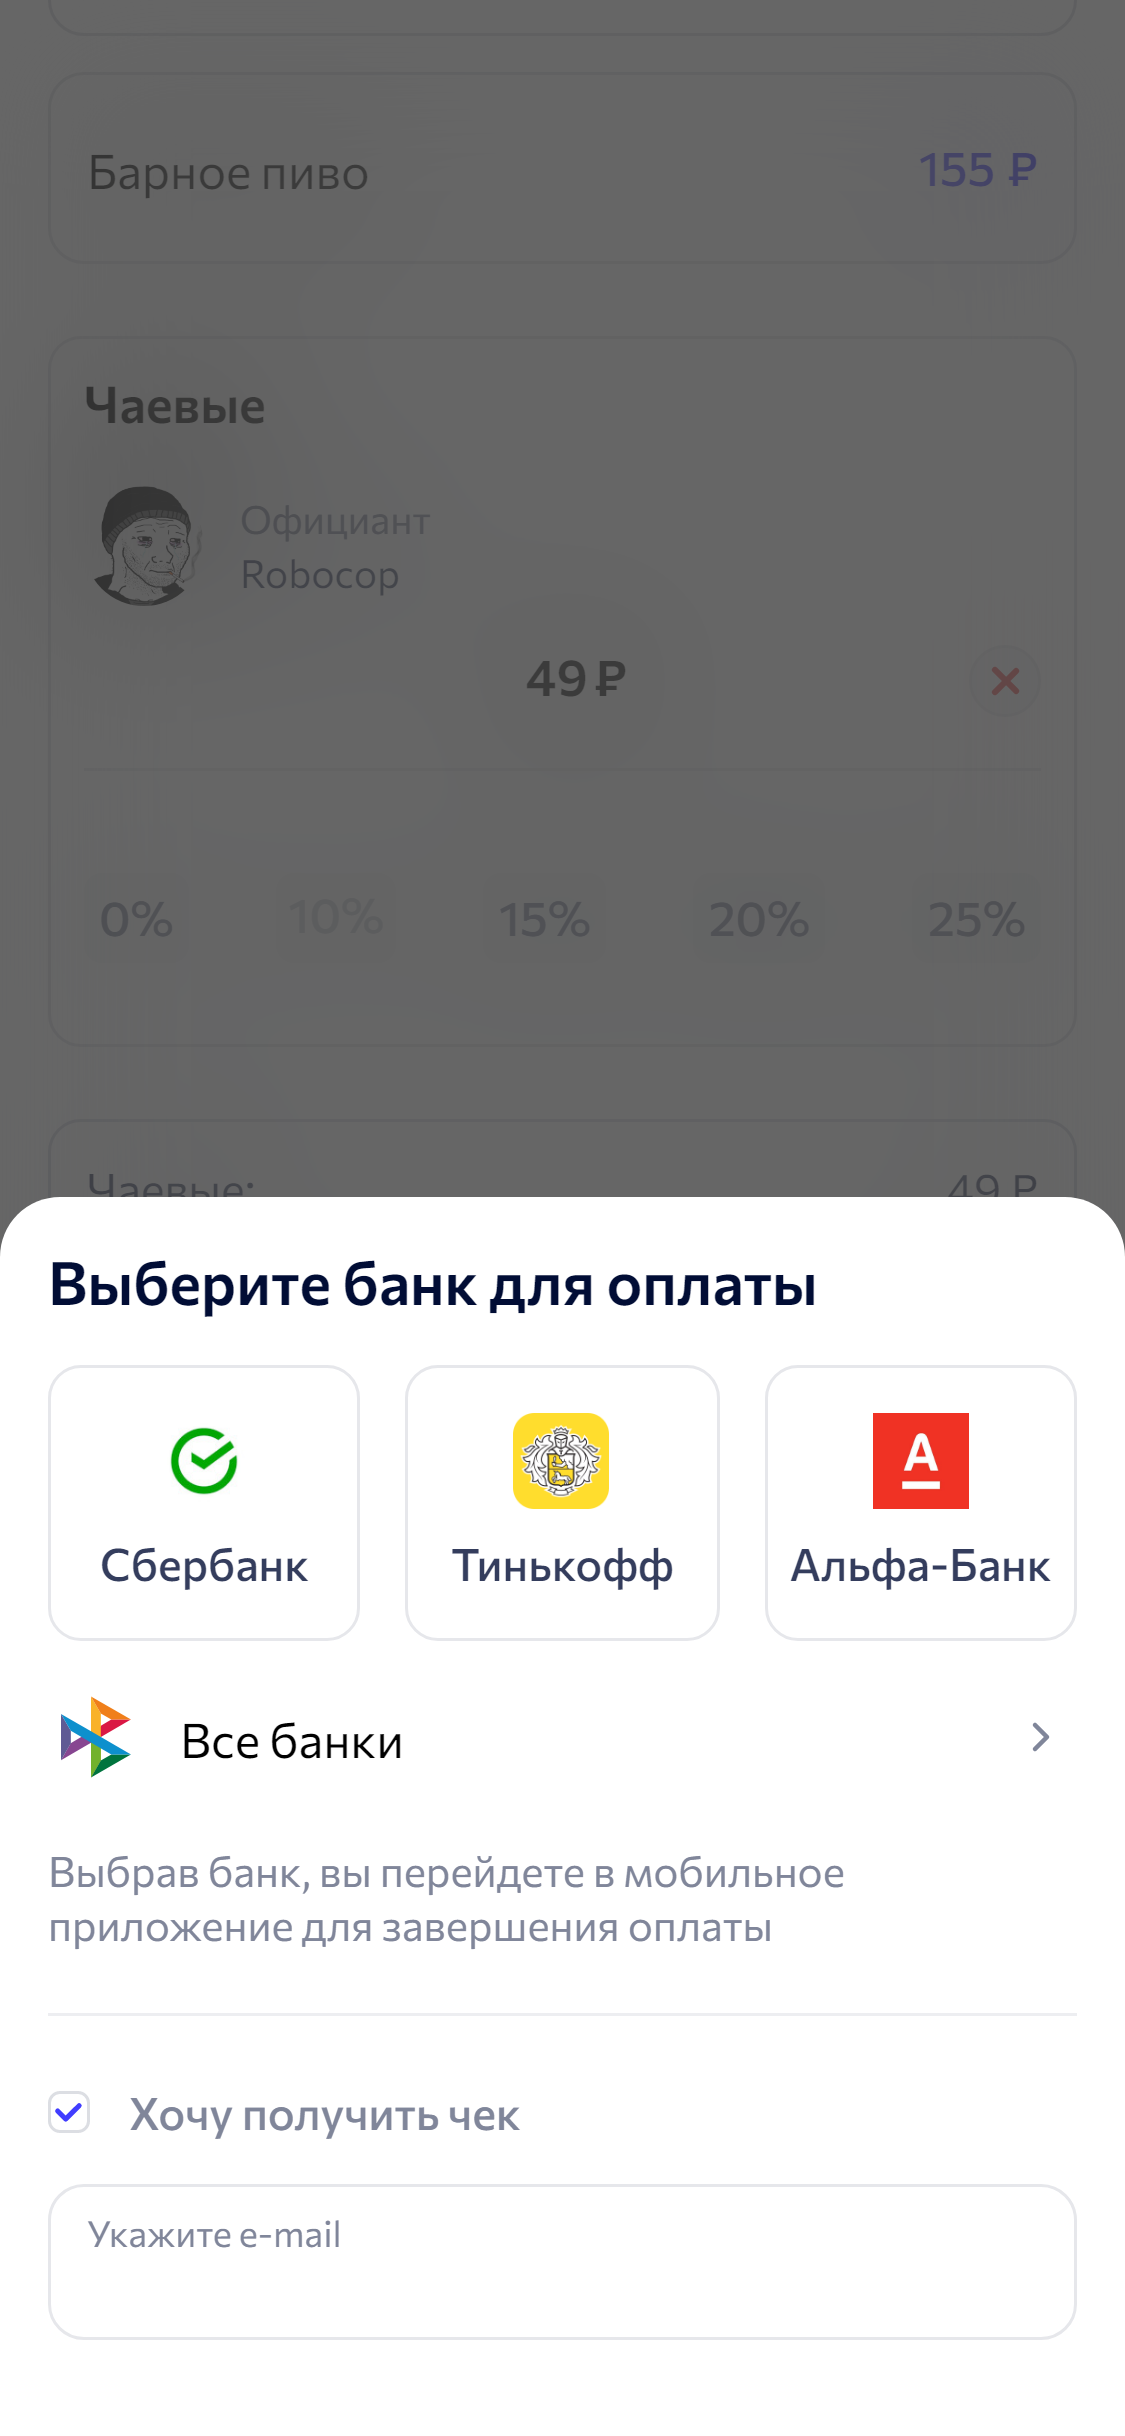 Барное пиво
155 ₽
Чаевые
Официант
Robocop
49 ₽
0%
10%
15%
20%
25%
Чаевые:
49 ₽
Выберите банк для оплаты
Сбербанк
Тинькофф
А
Альфа-Банк
Все банки
Выбрав банк, вы перейдете в мобильное
приложение для завершения оплаты
Хочу получить чек
Укажите e-mail